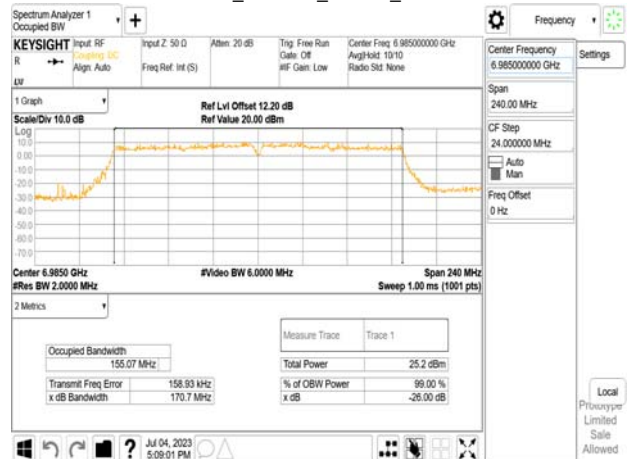 Spectrum Analyzer 1
Occupied BW
KEYSIGHT
Input: RF
Coupling: DC
Align: Auto
Input Z: 50 Ω
Freq Ref: Int (S)
Atten: 20 dB
Trig: Free Run
Gate: Off
#IF Gain: Low
Center Freq: 6.985000000 GHz
Avg|Hold: 10/10
Radio Std: None
R
LM
1 Graph
Scale/Div 10.0 dB
Ref Lvl Offset 12.20 dB
Ref Value 20.00 dBm
Log
10.0
0.00
-10.0
-20.0
-30.0
-40.0
-50.0
-60.0
-70.0
Center 6.9850 GHz
#Res BW 2.0000 MHz
#Video BW 6.0000 MHz
Span 240 MHz
Sweep 1.00 ms (1001 pts)
2 Metrics
Measure Trace Trace 1
Occupied Bandwidth
155.07 MHz
Total Power 25.2 dBm
Transmit Freq Error 158.93 kHz
% of OBW Power 99.00 %
x dB Bandwidth 170.7 MHz
x dB -26.00 dB
Jul 04, 2023
5:09:01 PM
Frequency
Settings
Center Frequency
6.985000000 GHz
Span
240.00 MHz
CF Step
24.000000 MHz
Auto
Man
Freq Offset
0 Hz
Local
Prototype
Limited
Sale
Allowed